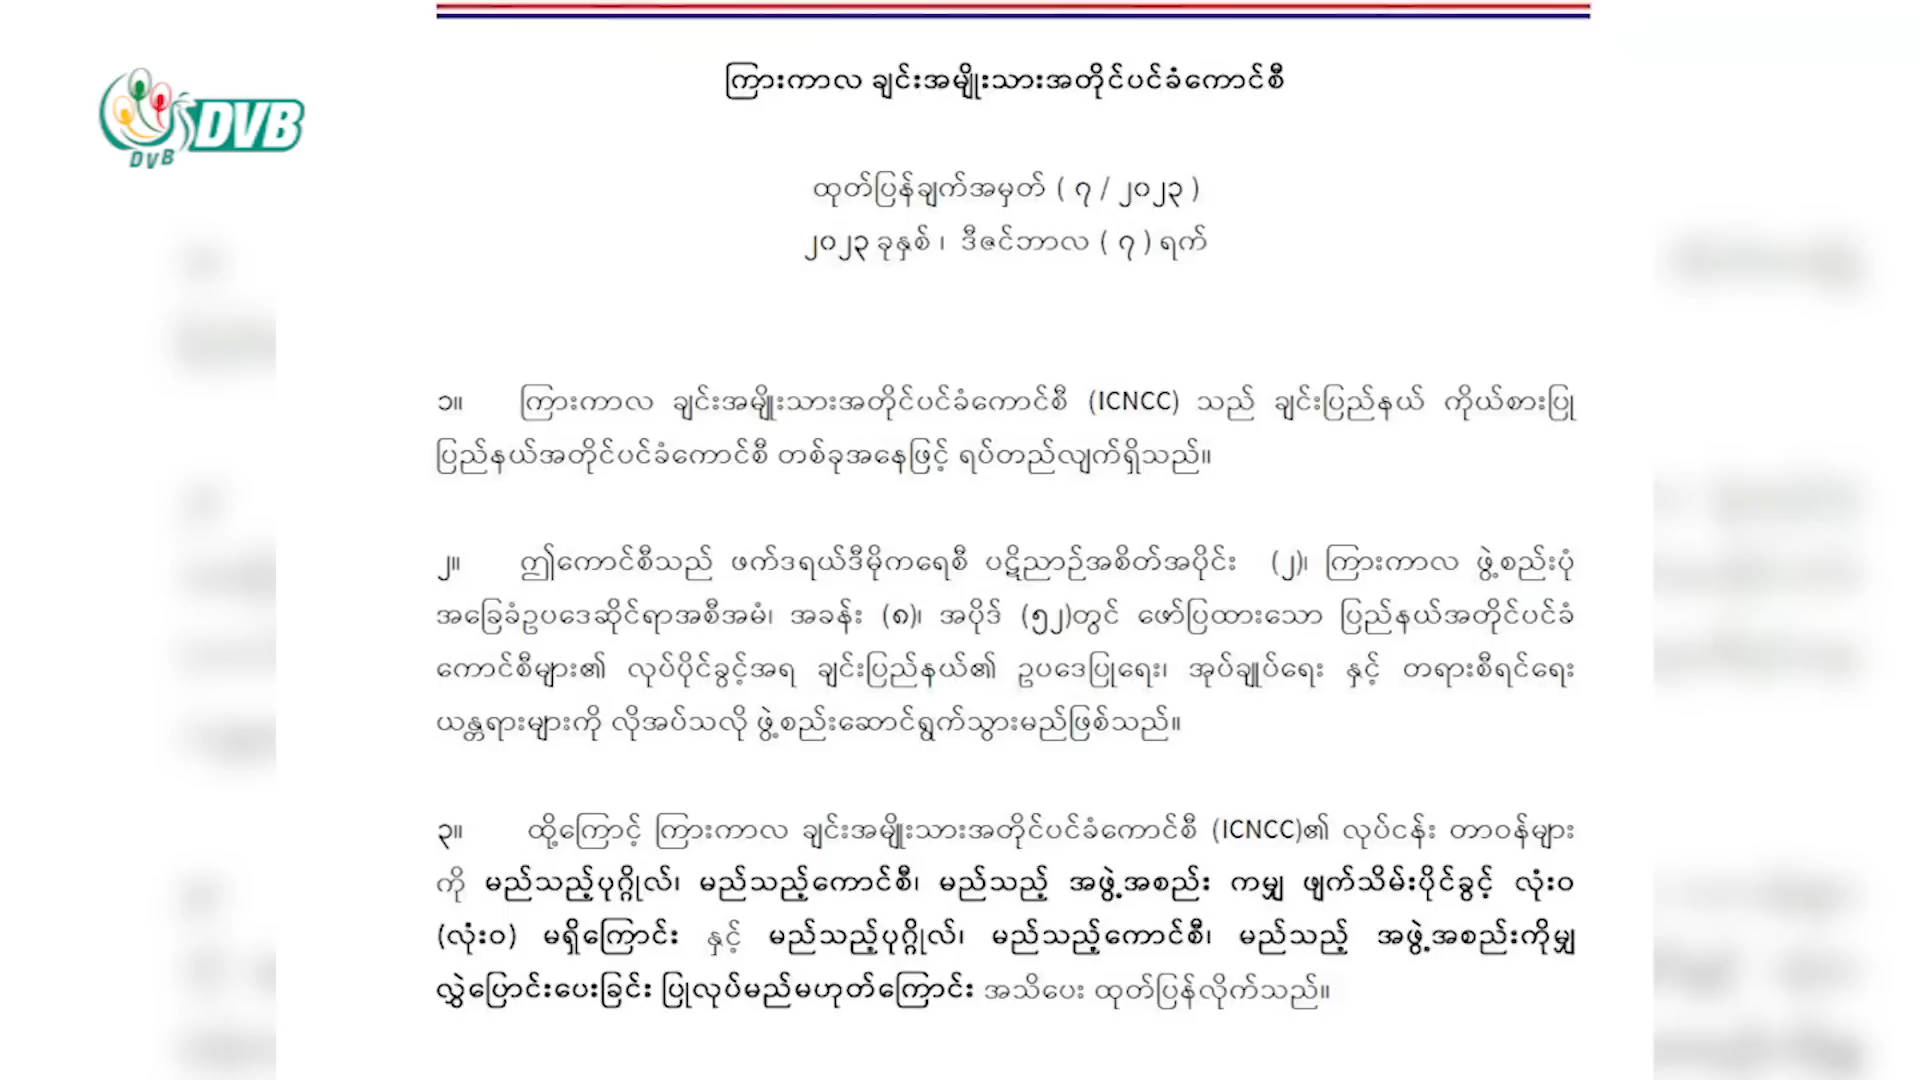 DVB
DVB
ကြားကာလ ချင်းအမျိုးသားအတိုင်ပင်ခံကောင်စီ
ထုတ်ပြန်ချက်အမှတ် ( ၇ / ၂၀၂၃ )
၂၀၂၃ ခုနှစ်၊ ဒီဇင်ဘာလ ( ၇ ) ရက်
၁။ ကြားကာလ ချင်းအမျိုးသားအတိုင်ပင်ခံကောင်စီ (ICNCC) သည် ချင်းပြည်နယ် ကိုယ်စားပြု
ပြည်နယ်အတိုင်ပင်ခံကောင်စီ တစ်ခုအနေဖြင့် ရပ်တည်လျက်ရှိသည်။
၂။ ဤကောင်စီသည် ဖက်ဒရယ်ဒီမိုကရေစီ ပဋိညာဉ်အစိတ်အပိုင်း (၂)၊ ကြားကာလ ဖွဲ့စည်းပုံ
အခြေခံဥပဒေဆိုင်ရာအစီအမံ၊ အခန်း (၈)၊ အပိုဒ် (၅၂)တွင် ဖော်ပြထားသော ပြည်နယ်အတိုင်ပင်ခံ
ကောင်စီများ၏ လုပ်ပိုင်ခွင့်အရ ချင်းပြည်နယ်၏ ဥပဒေပြုရေး၊ အုပ်ချုပ်ရေး နှင့် တရားစီရင်ရေး
ယန္တရားများကို လိုအပ်သလို ဖွဲ့စည်းဆောင်ရွက်သွားမည်ဖြစ်သည်။
၃။ ထို့ကြောင့် ကြားကာလ ချင်းအမျိုးသားအတိုင်ပင်ခံကောင်စီ (ICNCC)၏ လုပ်ငန်း တာဝန်များ
ကို မည်သည့်ပုဂ္ဂိုလ်၊ မည်သည့်ကောင်စီ၊ မည်သည့် အဖွဲ့အစည်း ကမျှ ဖျက်သိမ်းပိုင်ခွင့် လုံးဝ
(လုံးဝ) မရှိကြောင်း နှင့် မည်သည့်ပုဂ္ဂိုလ်၊ မည်သည့်ကောင်စီ၊ မည်သည့် အဖွဲ့အစည်းကိုမျှ
လွှဲပြောင်းပေးခြင်း ပြုလုပ်မည်မဟုတ်ကြောင်း အသိပေး ထုတ်ပြန်လိုက်သည်။